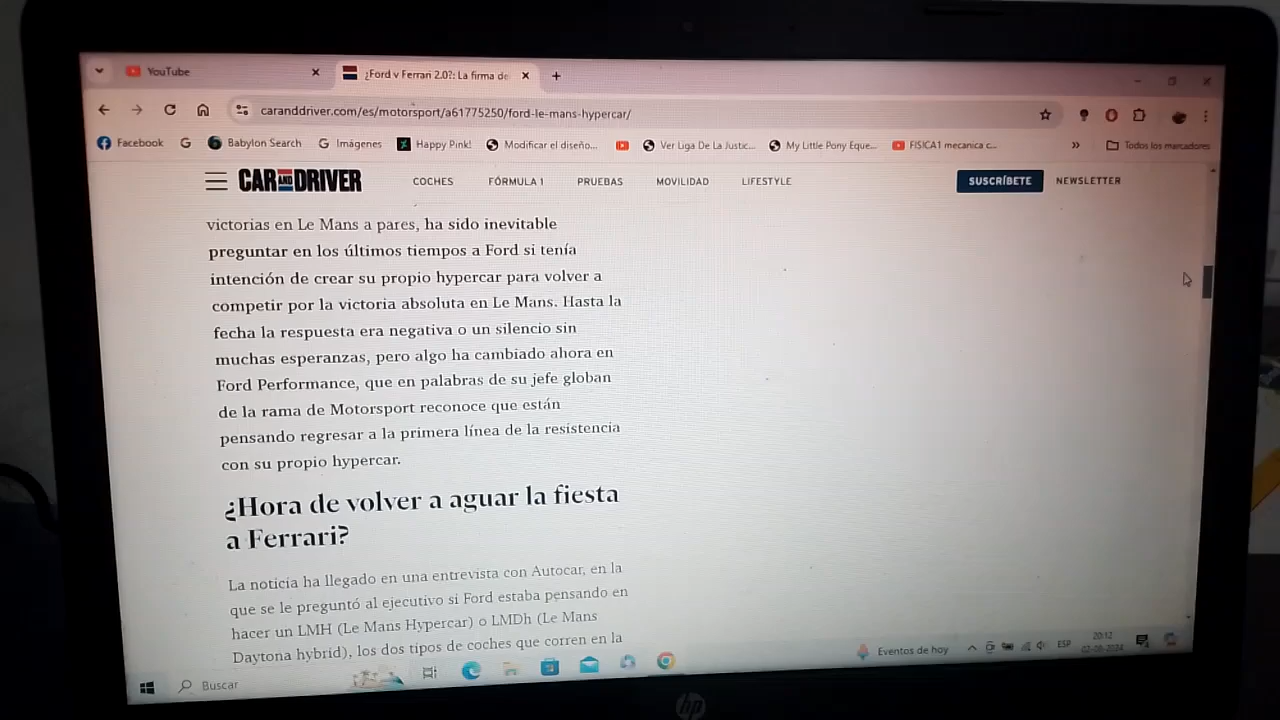 YouTube
¿Ford v Ferrari 2.0?: La firma de
caranddriver.com/es/motorsport/a61775250/ford-le-mans-hypercar/
Facebook
Babylon Search
Imágenes
Happy Pink!
Modificar el diseño...
Ver Liga De La Justic...
My Little Pony Eque...
FISICA1 mecanica c...
Todos los marcadores
CAR AND DRIVER
COCHES
FÓRMULA 1
PRUEBAS
MOVILIDAD
LIFESTYLE
SUSCRÍBETE
NEWSLETTER
victorias en Le Mans a pares, ha sido inevitable
preguntar en los últimos tiempos a Ford si tenía
intención de crear su propio hypercar para volver a
competir por la victoria absoluta en Le Mans. Hasta la
fecha la respuesta era negativa o un silencio sin
muchas esperanzas, pero algo ha cambiado ahora en
Ford Performance, que en palabras de su jefe globan
de la rama de Motorsport reconoce que están
pensando regresar a la primera línea de la resistencia
con su propio hypercar.
¿Hora de volver a aguar la fiesta
a Ferrari?
La noticia ha llegado en una entrevista con Autocar, en la
que se le preguntó al ejecutivo si Ford estaba pensando en
hacer un LMH (Le Mans Hypercar) o LMDh (Le Mans
Daytona hybrid), los dos tipos de coches que corren en la
Buscar
Eventos de hoy
ESP
20:12
02-08-2024
hp